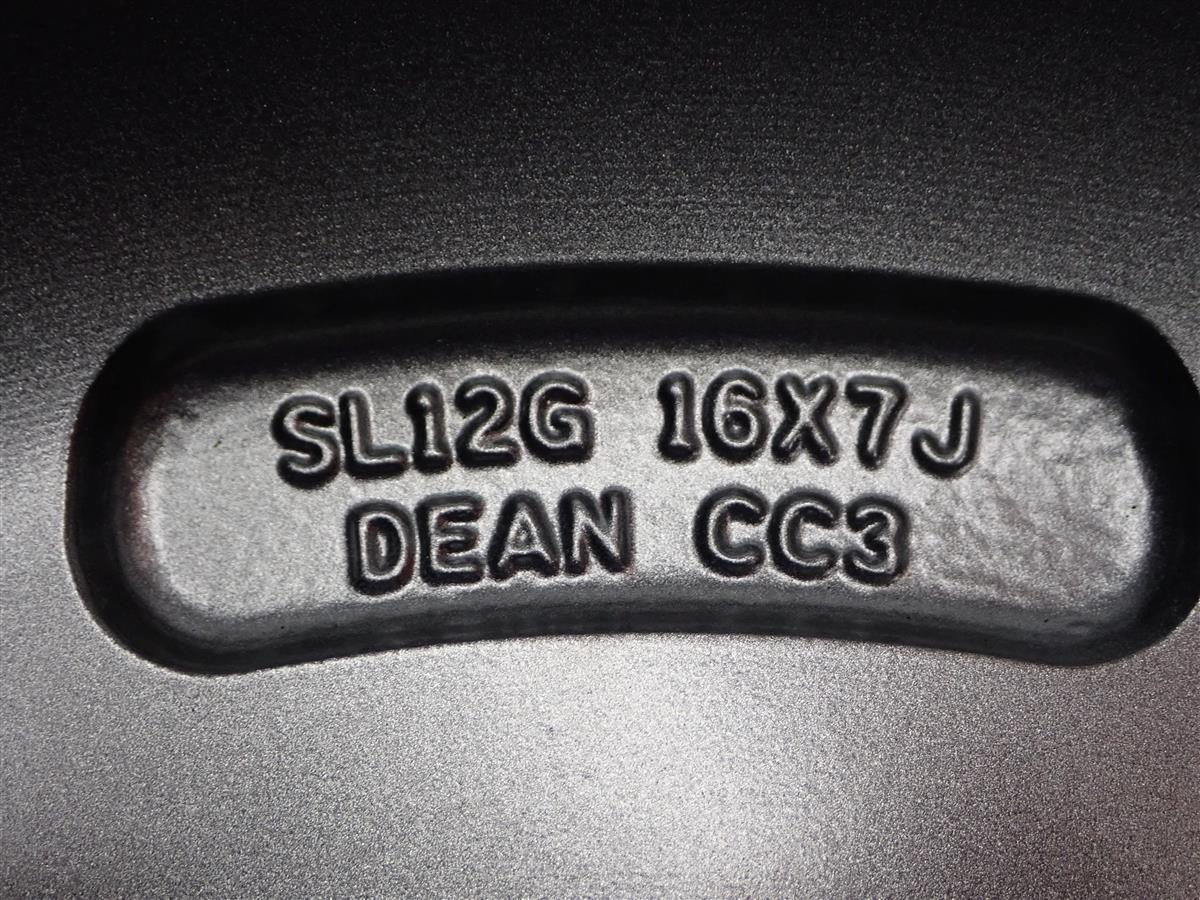 SL12G 16X7J
DEAN CC3